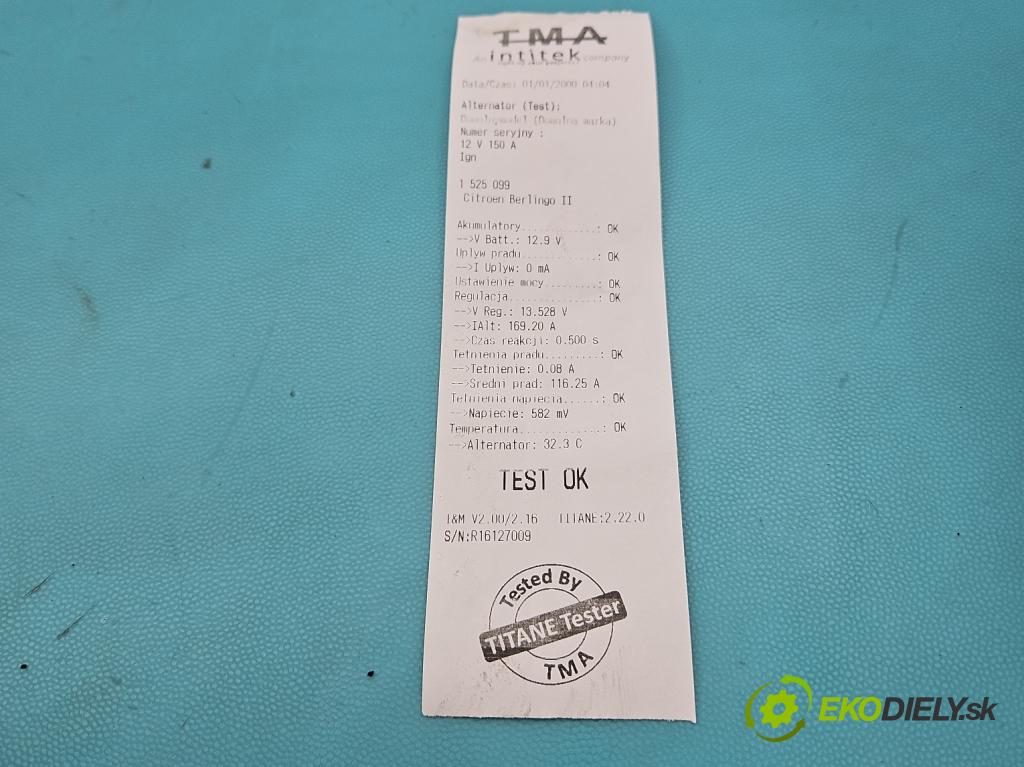 TMA
An intitek company
Data/Czas: 01/01/2000 04:04
Alternator (Test):
(Dowolna marka)
Numer seryjny :
12 V 150 A
Ign
1 525 099
Citroen Berlingo II
Akumulatory............: OK
-->V Batt.: 12.9 V
Uplyw pradu............: OK
-->I Uplyw: 0 mA
Ustawienie mocy........: OK
Regulacja..............: OK
-->V Reg.: 13.528 V
-->IAlt: 169.20 A
-->Czas reakcji: 0.500 s
Tetnienia pradu.........: OK
-->Tetnienie: 0.08 A
-->Sredni prad: 116.25 A
Tetnienia napiecia......: OK
-->Napiecie: 582 mV
Temperatura.............: OK
-->Alternator: 32.3 C
TEST OK
I&M V2.00/2.16 TITANE:2.22.0
S/N:R16127009
Tested By
TITANE Tester
TMA
EKODIELY.sk